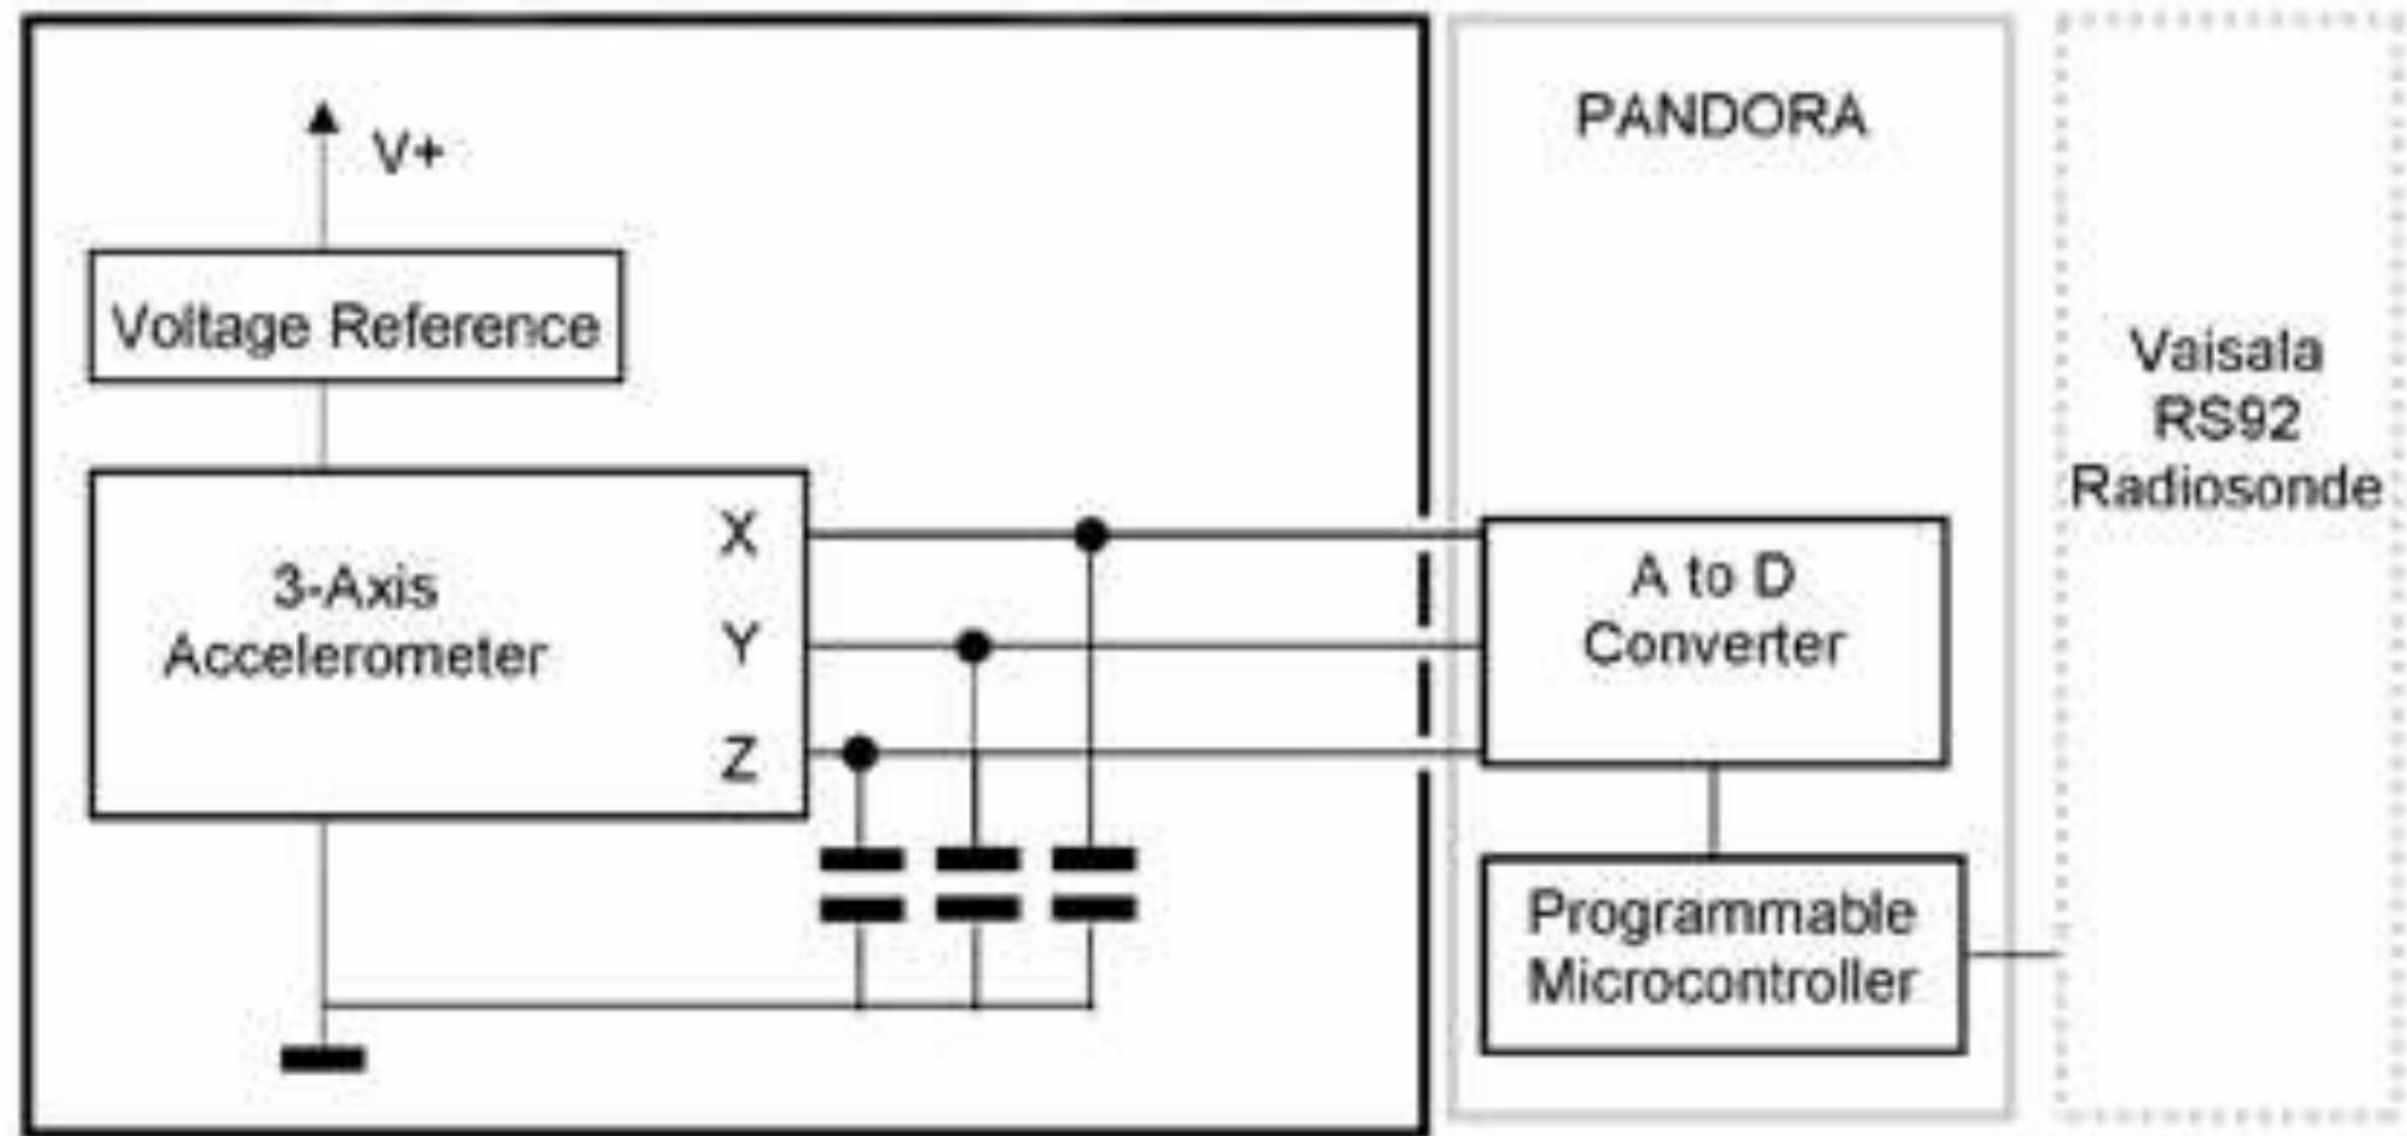 V+
Voltage Reference
3-Axis
Accelerometer
X
Y
Z
PANDORA
A to D
Converter
Programmable
Microcontroller
Vaisala
RS92
Radiosonde